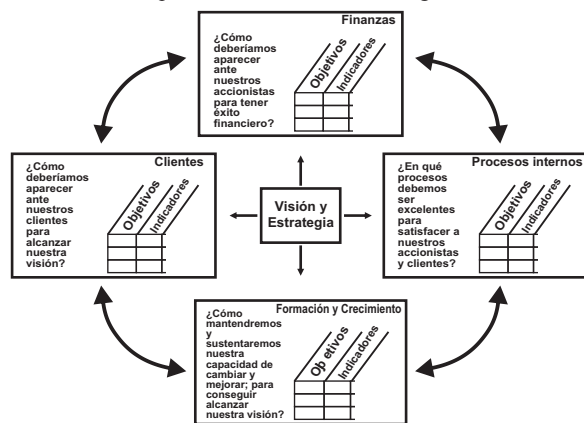 Finanzas
¿Cómo
deberíamos
aparecer
ante
nuestros
accionistas
para tener
éxito
financiero?
Objetivos
Indicadores
Clientes
¿Cómo
deberíamos
aparecer
ante
nuestros
clientes
para
alcanzar
nuestra
visión?
Objetivos
Indicadores
Visión y
Estrategia
Procesos internos
¿En qué
procesos
debemos
ser
excelentes
para
satisfacer a
nuestros
accionistas
y clientes?
Objetivos
Indicadores
Formación y Crecimiento
¿Cómo
mantendremos
y
sustentaremos
nuestra
capacidad de
cambiar y
mejorar; para
conseguir
alcanzar
nuestra visión?
Objetivos
Indicadores